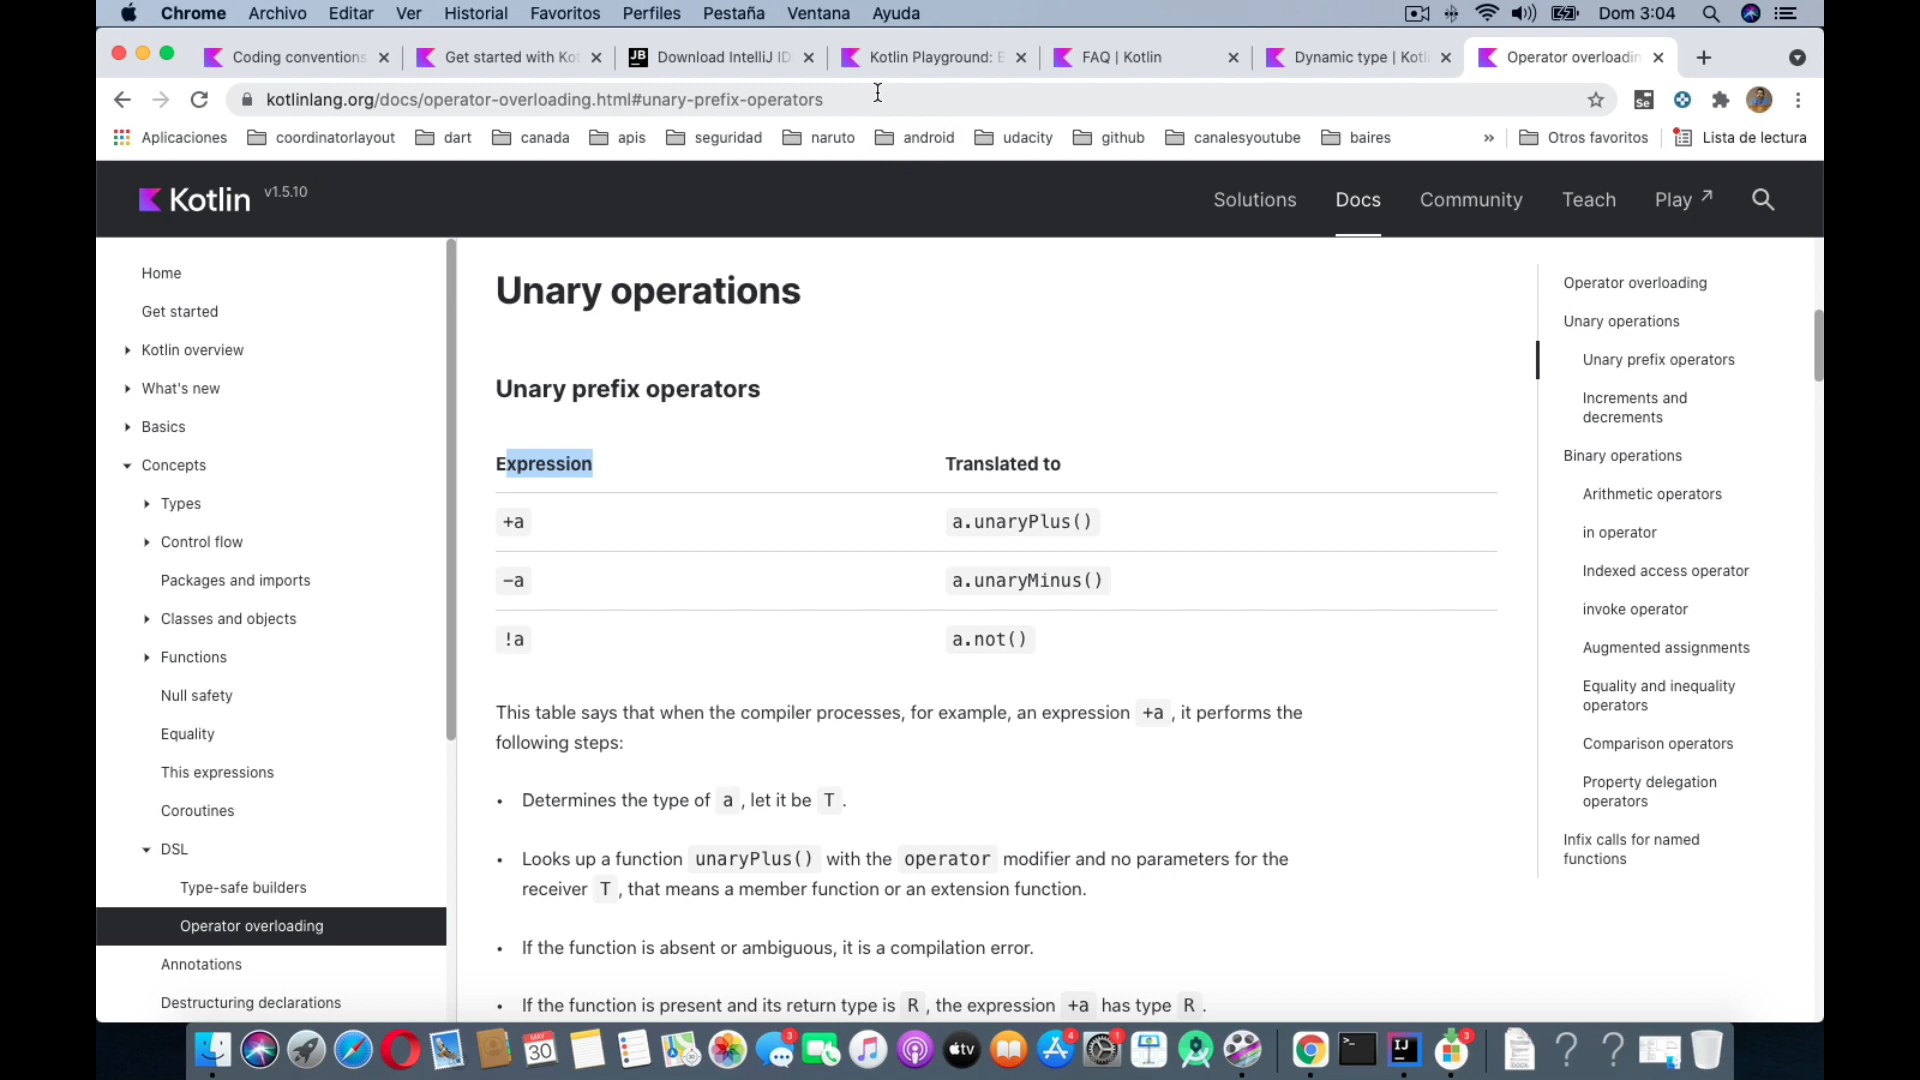 Chrome Archivo Editar Ver Historial Favoritos Perfiles Pestaña Ventana Ayuda Dom 3:04
Coding conventions Get started with Kot Download IntelliJ ID Kotlin Playground: E FAQ | Kotlin Dynamic type | Kotli Operator overloadin
kotlinlang.org/docs/operator-overloading.html#unary-prefix-operators
Aplicaciones coordinatorlayout dart canada apis seguridad naruto android udacity github canalesyoutube baires » Otros favoritos Lista de lectura
Kotlin v1.5.10
Solutions Docs Community Teach Play
Home
Get started
Kotlin overview
What's new
Basics
Concepts
Types
Control flow
Packages and imports
Classes and objects
Functions
Null safety
Equality
This expressions
Coroutines
DSL
Type-safe builders
Operator overloading
Annotations
Destructuring declarations
Unary operations
Unary prefix operators
Expression Translated to
+a a.unaryPlus()
-a a.unaryMinus()
!a a.not()
This table says that when the compiler processes, for example, an expression +a , it performs the
following steps:
• Determines the type of a , let it be T .
• Looks up a function unaryPlus() with the operator modifier and no parameters for the
receiver T , that means a member function or an extension function.
• If the function is absent or ambiguous, it is a compilation error.
• If the function is present and its return type is R , the expression +a has type R .
Operator overloading
Unary operations
Unary prefix operators
Increments and
decrements
Binary operations
Arithmetic operators
in operator
Indexed access operator
invoke operator
Augmented assignments
Equality and inequality
operators
Comparison operators
Property delegation
operators
Infix calls for named
functions
MAY
30 3 tv 4 1 IJ 3